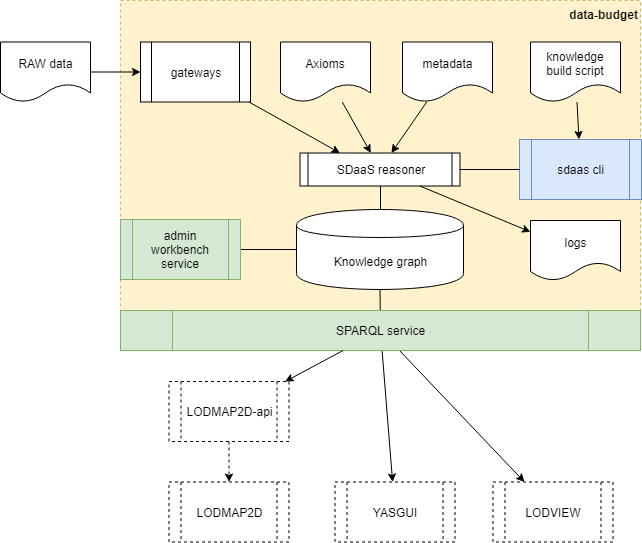 data-budget
RAW data
gateways
Axioms
metadata
knowledge
build script
SDaaS reasoner
sdaas cli
admin
workbench
service
Knowledge graph
logs
SPARQL service
LODMAP2D-api
LODMAP2D
YASGUI
LODVIEW